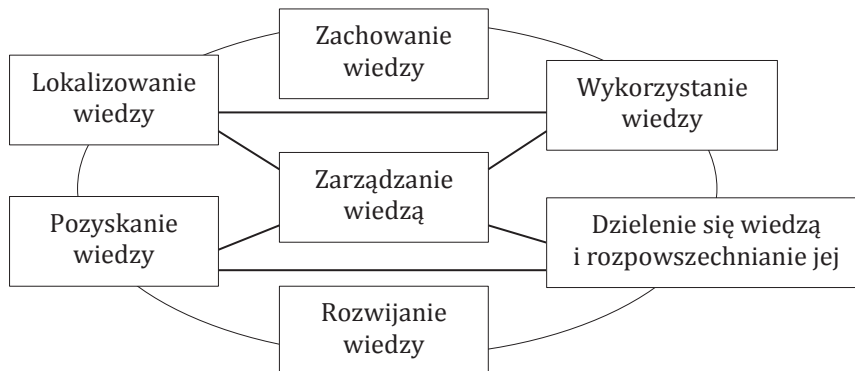 Zachowanie
wiedzy
Lokalizowanie
wiedzy
Wykorzystanie
wiedzy
Zarządzanie
wiedzą
Pozyskanie
wiedzy
Dzielenie się wiedzą
i rozpowszechnianie jej
Rozwijanie
wiedzy